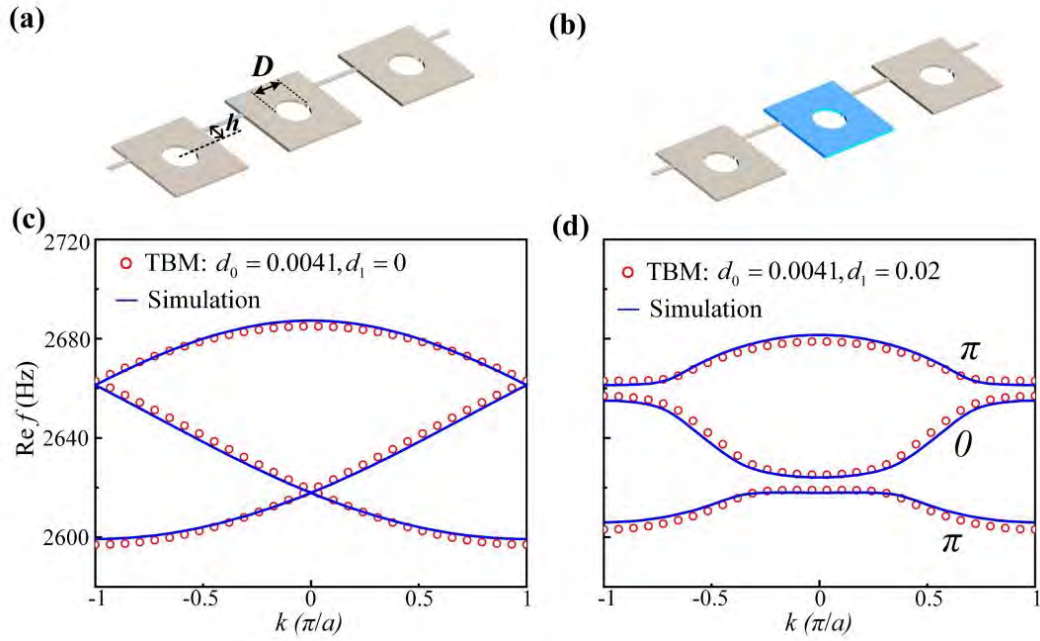 (a)
D
h
(b)
(c)
2720
2680
2640
2600
Re f (Hz)
TBM: d₀ = 0.0041, d₁ = 0
Simulation
-1 -0.5 0 0.5 1
k (π/a)
(d)
TBM: d₀ = 0.0041, d₁ = 0.02
Simulation
π
0
π
-1 -0.5 0 0.5 1
k (π/a)